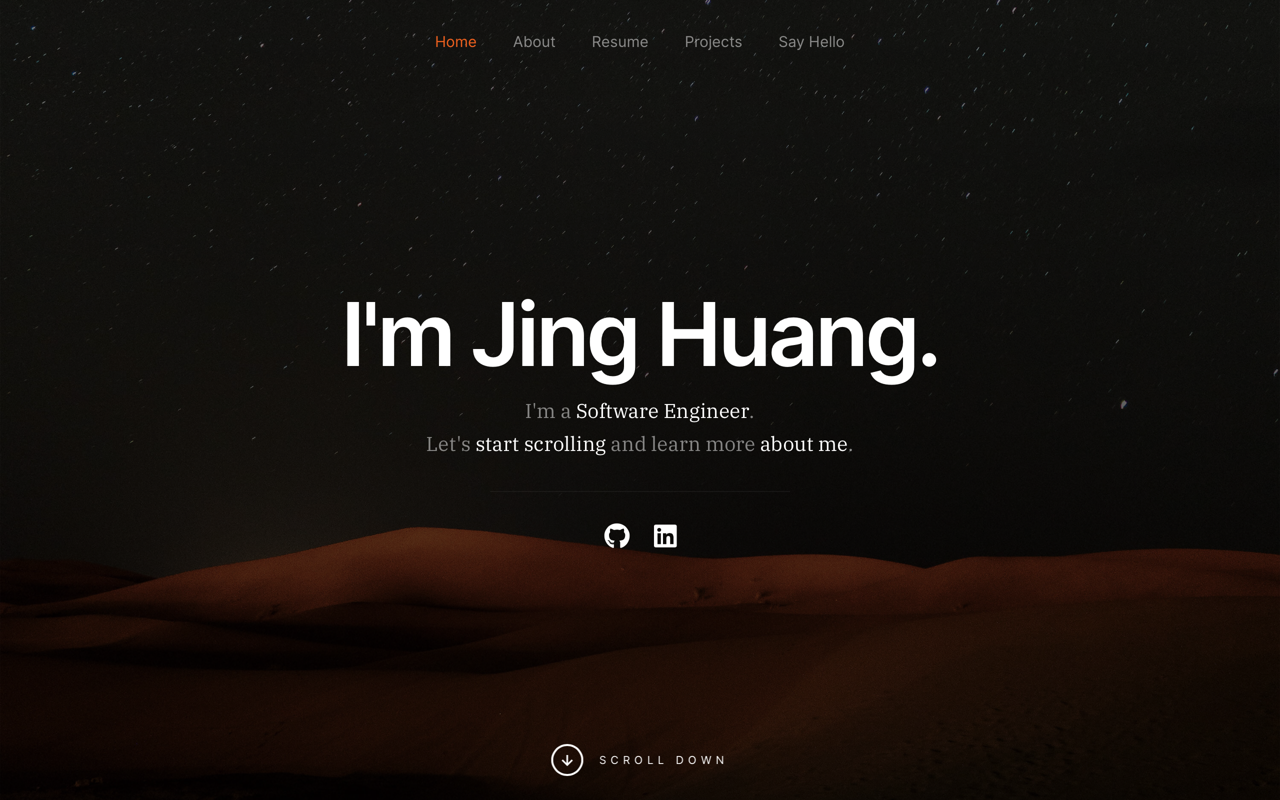 Home About Resume Projects Say Hello
I'm Jing Huang.
I'm a Software Engineer.
Let's start scrolling and learn more about me.
in
SCROLL DOWN